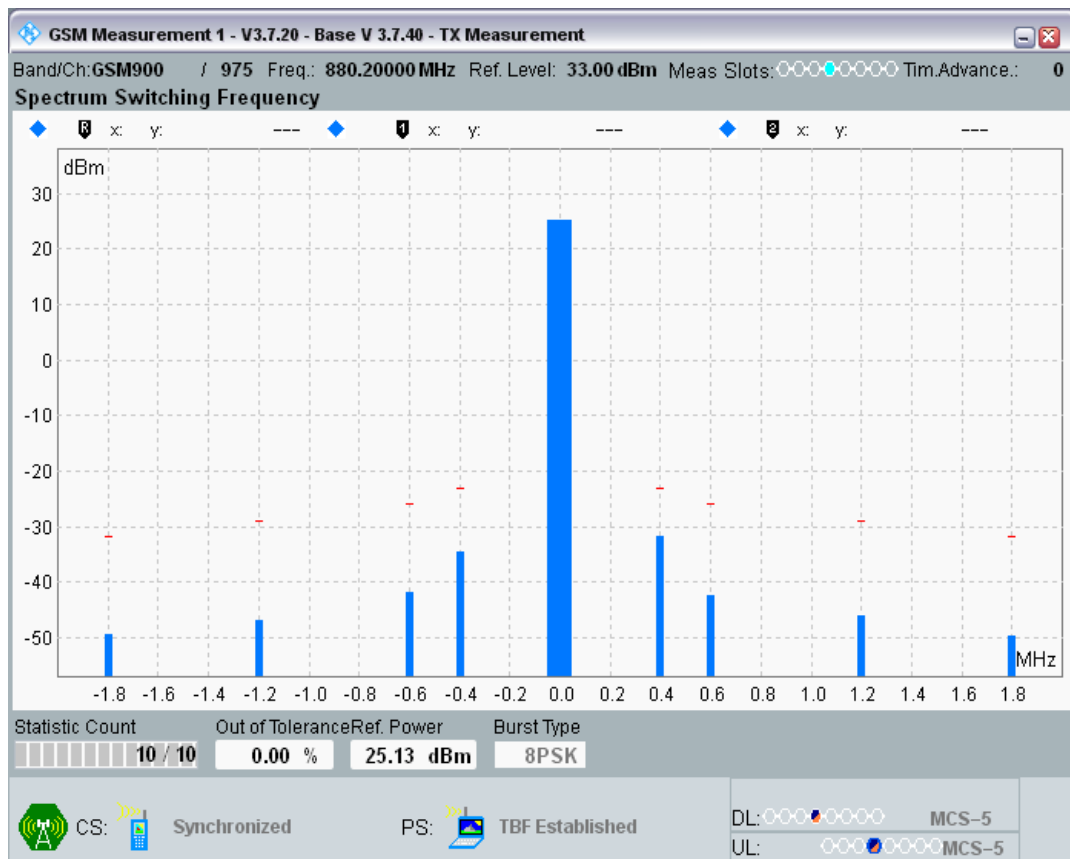 GSM Measurement 1 - V3.7.20 - Base V 3.7.40 - TX Measurement
Band/Ch:GSM900 / 975 Freq.: 880.20000 MHz Ref. Level: 33.00 dBm Meas Slots: Tim.Advance.: 0
Spectrum Switching Frequency
R x: y: --- 1 x: y: --- 2 x: y: ---
dBm
30
20
10
0
-10
-20
-30
-40
-50
MHz
-1.8 -1.6 -1.4 -1.2 -1.0 -0.8 -0.6 -0.4 -0.2 0.0 0.2 0.4 0.6 0.8 1.0 1.2 1.4 1.6 1.8
Statistic Count Out of Tolerance Ref. Power Burst Type
10 / 10 0.00 % 25.13 dBm 8PSK
CS: Synchronized PS: TBF Established DL: MCS-5
UL: MCS-5